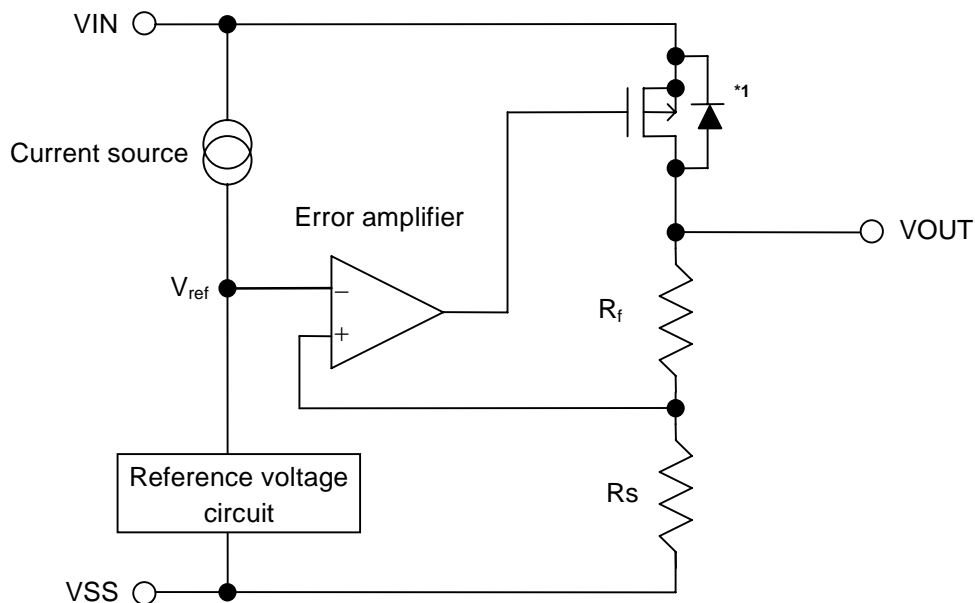 VIN
*1
Current source
Error amplifier
VOUT
Vref
−
+
Rf
Reference voltage
circuit
Rs
VSS